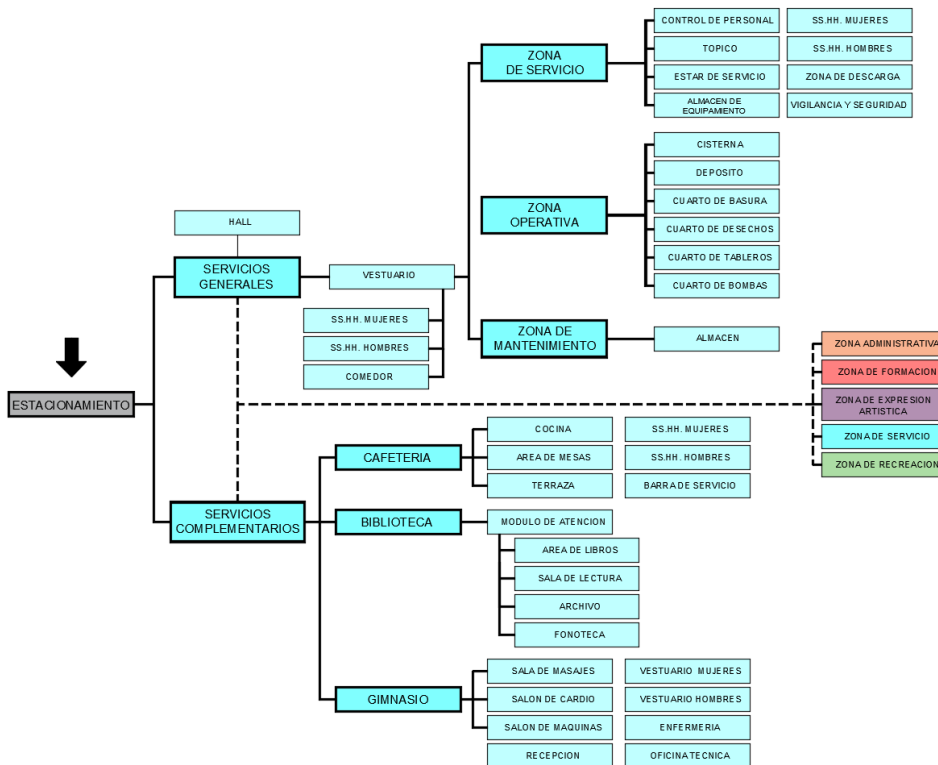 CONTROL DE PERSONAL
SS.HH. MUJERES
ZONA
DE SERVICIO
TOPICO
SS.HH. HOMBRES
ESTAR DE SERVICIO
ZONA DE DESCARGA
ALMACEN DE
EQUIPAMIENTO
VIGILANCIA Y SEGURIDAD
CISTERNA
DEPOSITO
ZONA
OPERATIVA
CUARTO DE BASURA
CUARTO DE DESECHOS
CUARTO DE TABLEROS
CUARTO DE BOMBAS
HALL
SERVICIOS
GENERALES
VESTUARIO
SS.HH. MUJERES
SS.HH. HOMBRES
COMEDOR
ZONA DE
MANTENIMIENTO
ALMACEN
ESTACIONAMIENTO
ZONA ADMINISTRATIVA
ZONA DE FORMACION
ZONA DE EXPRESION
ARTISTICA
ZONA DE SERVICIO
ZONA DE RECREACION
SERVICIOS
COMPLEMENTARIOS
CAFETERIA
COCINA
SS.HH. MUJERES
AREA DE MESAS
SS.HH. HOMBRES
TERRAZA
BARRA DE SERVICIO
BIBLIOTECA
MODULO DE ATENCION
AREA DE LIBROS
SALA DE LECTURA
ARCHIVO
FONOTECA
GIMNASIO
SALA DE MASAJES
VESTUARIO MUJERES
SALON DE CARDIO
VESTUARIO HOMBRES
SALON DE MAQUINAS
ENFERMERIA
RECEPCION
OFICINA TECNICA